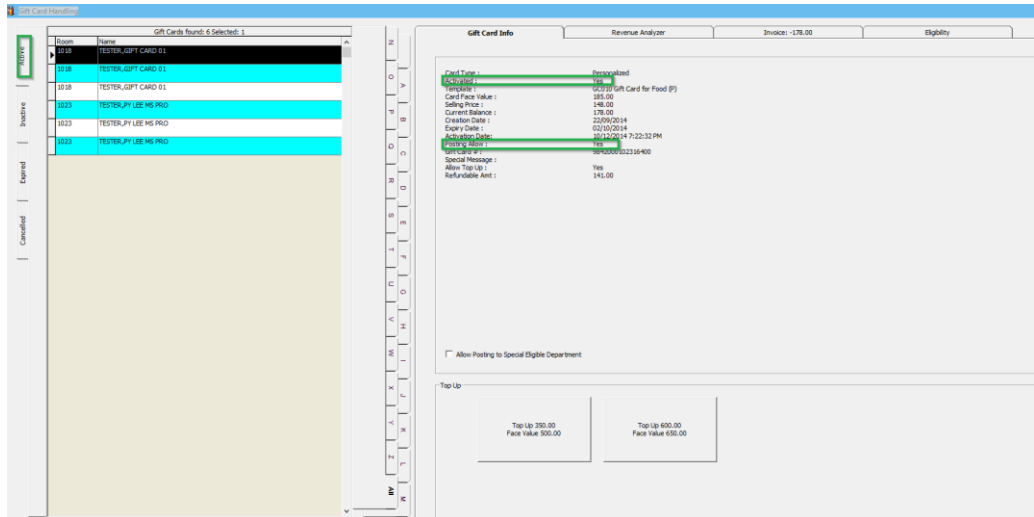 Gift Card Handling
Active
Inactive
Expired
Cancelled
Gift Cards found: 6 Selected: 1
Room Name
1018 TESTER,GIFT CARD 01
1018 TESTER,GIFT CARD 01
1018 TESTER,GIFT CARD 01
1023 TESTER,PY LEE MS PRO
1023 TESTER,PY LEE MS PRO
1023 TESTER,PY LEE MS PRO
N
O
P
Q
R
S
T
U
V
W
X
Y
Z
All
A
B
C
D
E
F
G
H
I
J
K
L
M
Gift Card Info
Revenue Analyzer
Invoice: -178.00
Eligibility
Card Type : Personalized
Activated : Yes
Template : GC010 Gift Card for Food (P)
Card Face Value : 185.00
Selling Price : 148.00
Current Balance : 178.00
Creation Date : 22/09/2014
Expiry Date : 02/10/2014
Activation Date: 10/12/2014 7:22:32 PM
Posting Allow : Yes
Gift Card # : 9842000102316400
Special Message :
Allow Top Up : Yes
Refundable Amt : 141.00
Allow Posting to Special Eligible Department
Top Up
Top Up 350.00
Face Value 500.00
Top Up 600.00
Face Value 650.00